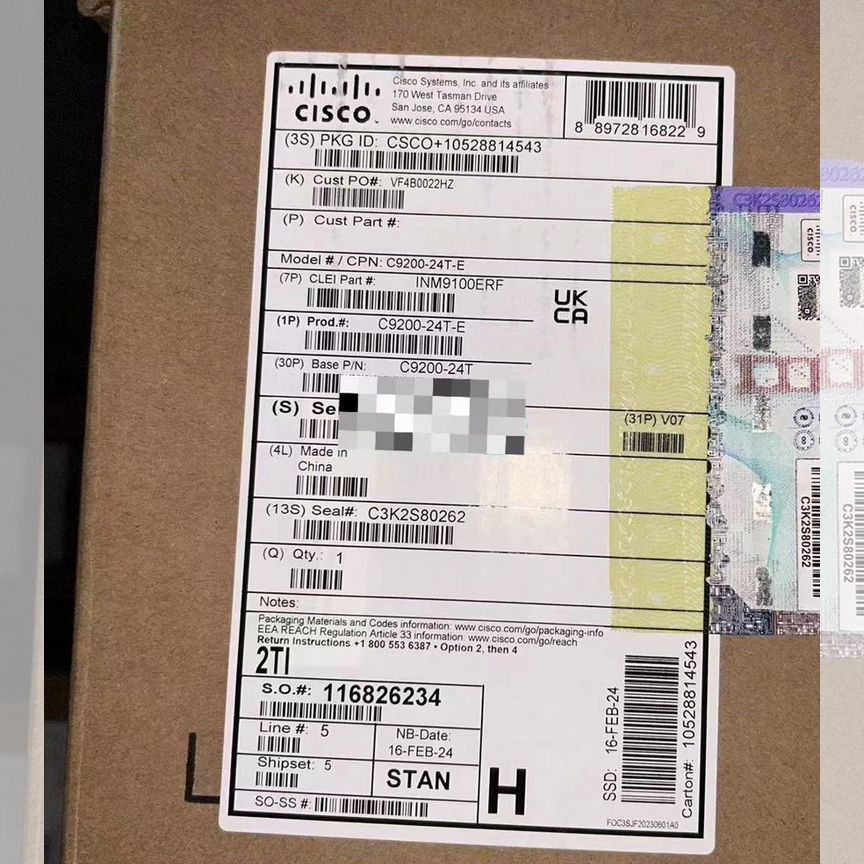 CISCO
Cisco Systems, Inc. and its affiliates
170 West Tasman Drive
San Jose, CA 95134 USA
www.cisco.com/go/contacts
8 89728 16822 9
(3S) PKG ID: CSCO+10528814543
(K) Cust PO#: VF4B0022HZ
(P) Cust Part #:
Model # / CPN: C9200-24T-E
(7P) CLEI Part #: INM9100ERF
UK
CA
(1P) Prod.#: C9200-24T-E
(30P) Base P/N: C9200-24T
(S) Se
(31P) V07
(4L) Made in
China
(13S) Seal#: C3K2S80262
(Q) Qty.: 1
Notes:
Packaging Materials and Codes information: www.cisco.com/go/packaging-info
EEA REACH Regulation Article 33 information: www.cisco.com/go/reach
Return Instructions +1 800 553 6387 • Option 2, then 4
2TI
S.O.#: 116826234
Line #: 5
NB-Date:
16-FEB-24
Shipset: 5
STAN
SO-SS #:
H
SSD: 16-FEB-24
Carton#: 10528814543
FOC3SJF20230601A0
C3K2S80262
CISCO
CISCO
C3K2S80262
C3K2S80262